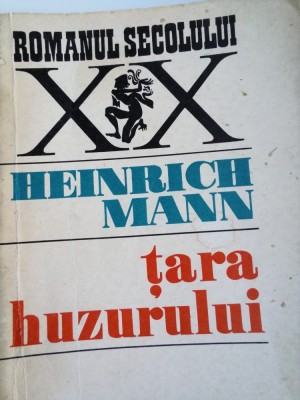 ROMANUL SECOLULUI
XX
HEINRICH
MANN
țara
huzurului